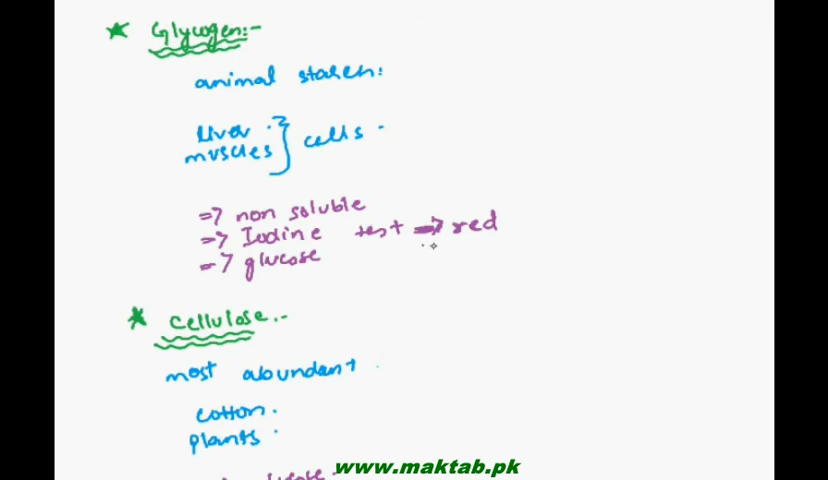 * Glycogen:-
animal starch:
Liver
muscles } cells.
=> non soluble
=> Iodine test => red
=> glucose
* Cellulose.-
most abundant.
cotton.
plants.
www.maktab.pk